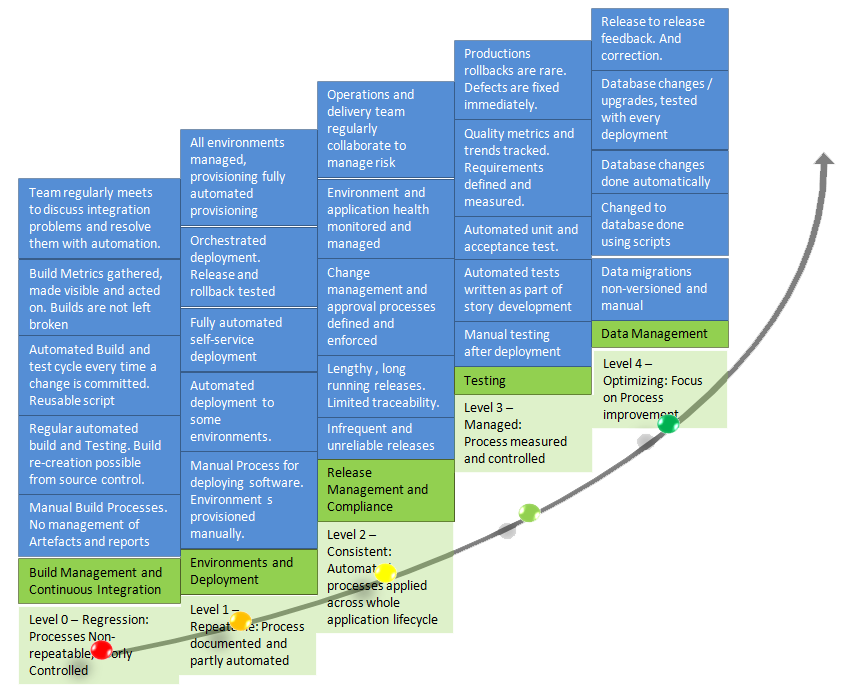 Team regularly meets
to discuss integration
problems and resolve
them with automation.
Build Metrics gathered,
made visible and acted
on. Builds are not left
broken
Automated Build and
test cycle every time a
change is committed.
Reusable script
Regular automated
build and Testing. Build
re-creation possible
from source control.
Manual Build Processes.
No management of
Artefacts and reports
Build Management and
Continuous Integration
Level 0 – Regression:
Processes Non-
repeatable, orly
Controlled
All environments
managed,
provisioning fully
automated
provisioning
Orchestrated
deployment.
Release and
rollback tested
Fully automated
self-service
deployment
Automated
deployment to
some
environments.
Manual Process for
deploying software.
Environment s
provisioned
manually.
Environments and
Deployment
Level 1 –
Process
documented and
partly automated
Operations and
delivery team
regularly
collaborate to
manage risk
Environment and
application health
monitored and
managed
Change
management and
approval processes
defined and
enforced
Lengthy , long
running releases.
Limited traceability.
Infrequent and
unreliable releases
Release
Management and
Compliance
Level 2 –
Consistent:
Automat
processes applied
across whole
application lifecycle
Productions
rollbacks are rare.
Defects are fixed
immediately.
Quality metrics and
trends tracked.
Requirements
defined and
measured.
Automated unit and
acceptance test.
Automated tests
written as part of
story development
Manual testing
after deployment
Testing
Level 3 –
Managed:
Process measured
and controlled
Release to release
feedback. And
correction.
Database changes /
upgrades, tested
with every
deployment
Database changes
done automatically
Changed to
database done
using scripts
Data migrations
non-versioned and
manual
Data Management
Level 4 –
Optimizing: Focus
on Process
improvement